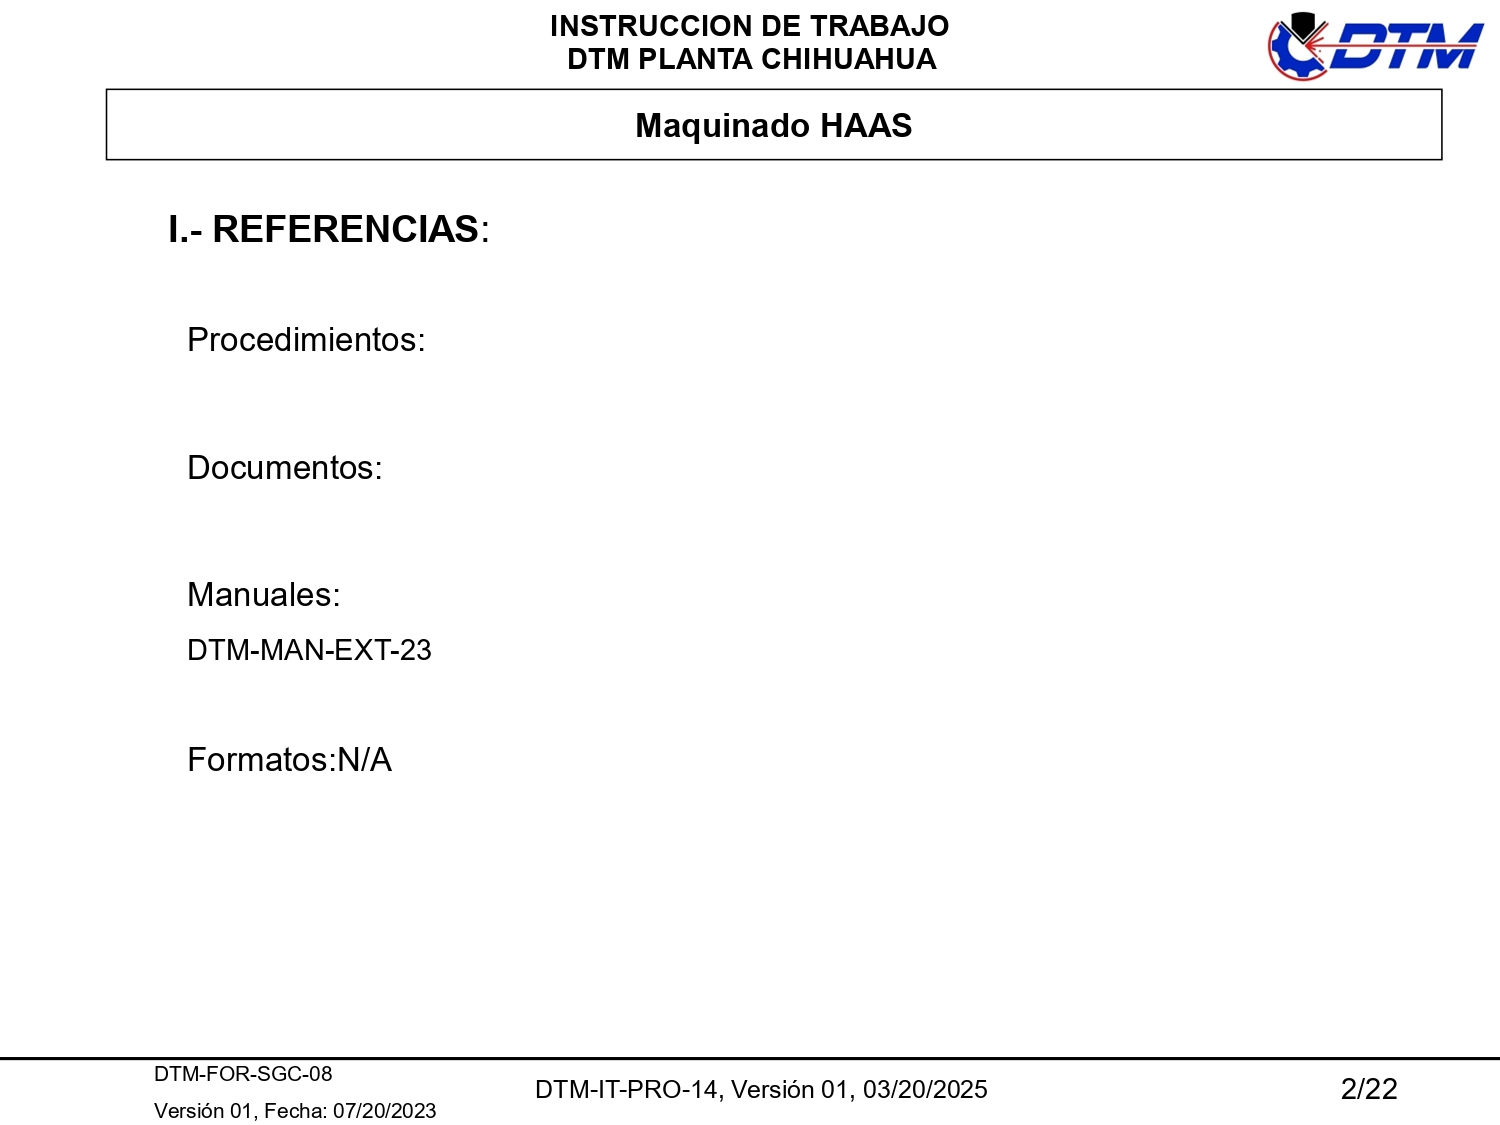 INSTRUCCION DE TRABAJO
DTM PLANTA CHIHUAHUA
DTM
Maquinado HAAS
I.- REFERENCIAS:
Procedimientos:
Documentos:
Manuales:
DTM-MAN-EXT-23
Formatos:N/A
DTM-FOR-SGC-08
Versión 01, Fecha: 07/20/2023
DTM-IT-PRO-14, Versión 01, 03/20/2025
2/22